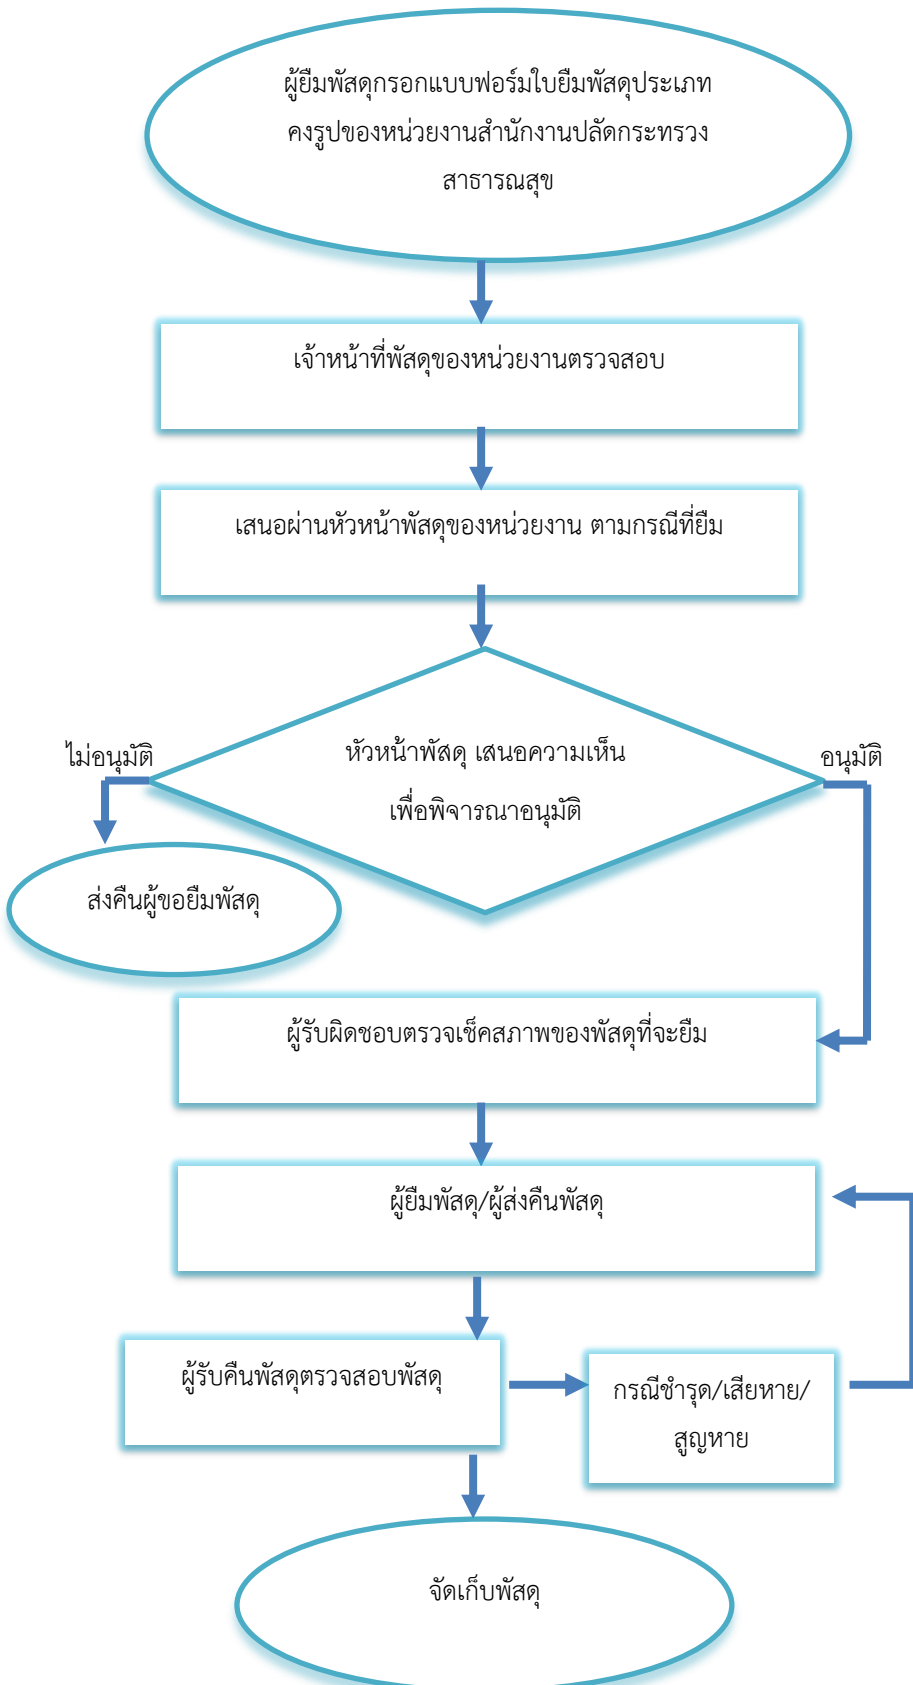 ผู้ยืมพัสดุกรอกแบบฟอร์มใบยืมพัสดุประเภท
คงรูปของหน่วยงานสำนักงานปลัดกระทรวง
สาธารณสุข
เจ้าหน้าที่พัสดุของหน่วยงานตรวจสอบ
เสนอผ่านหัวหน้าพัสดุของหน่วยงาน ตามกรณีที่ยืม
ไม่อนุมัติ
หัวหน้าพัสดุ เสนอความเห็น
เพื่อพิจารณาอนุมัติ
อนุมัติ
ส่งคืนผู้ขอยืมพัสดุ
ผู้รับผิดชอบตรวจเช็คสภาพของพัสดุที่จะยืม
ผู้ยืมพัสดุ/ผู้ส่งคืนพัสดุ
ผู้รับคืนพัสดุตรวจสอบพัสดุ
กรณีชำรุด/เสียหาย/
สูญหาย
จัดเก็บพัสดุ